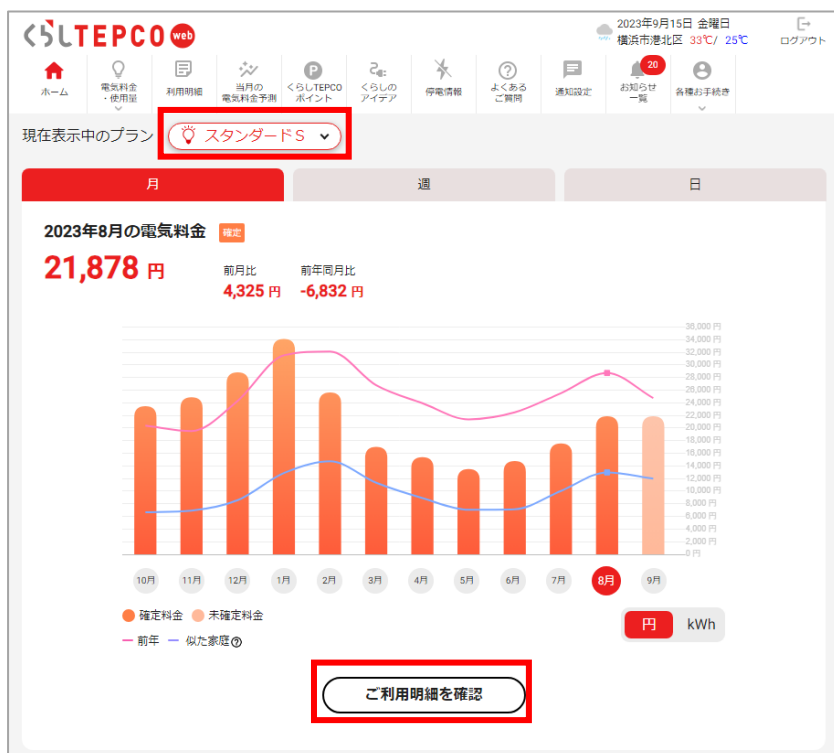 くらしTEPCO web
2023年9月15日 金曜日
横浜市港北区 33℃/ 25℃
ログアウト
ホーム
電気料金
・使用量
利用明細
当月の
電気料金予測
くらしTEPCO
ポイント
くらしの
アイデア
停電情報
よくある
ご質問
通知設定
20
お知らせ
一覧
各種お手続き
現在表示中のプラン
スタンダードS
月 週 日
2023年8月の電気料金 確定
21,878 円
前月比
4,325 円
前年同月比
-6,832 円
36,000 円
34,000 円
32,000 円
30,000 円
28,000 円
26,000 円
24,000 円
22,000 円
20,000 円
18,000 円
16,000 円
14,000 円
12,000 円
10,000 円
8,000 円
6,000 円
4,000 円
2,000 円
0 円
10月 11月 12月 1月 2月 3月 4月 5月 6月 7月 8月 9月
確定料金 未確定料金
前年 似た家庭?
円 kWh
ご利用明細を確認